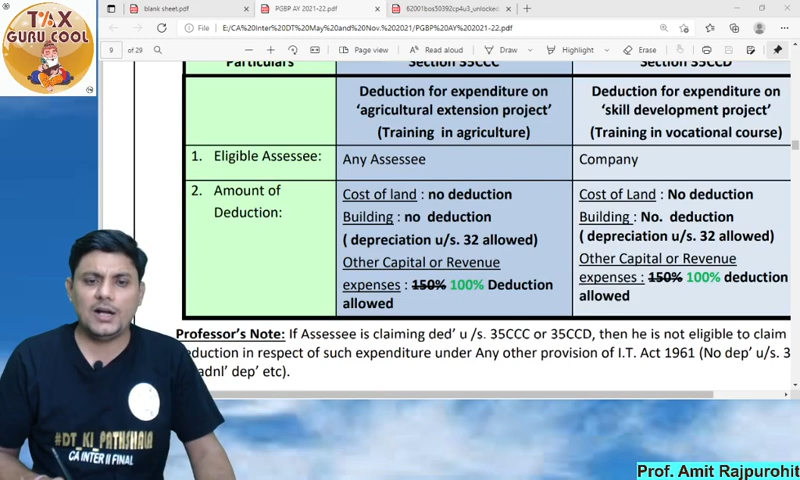 TAX
GURU COOL
blank sheet.pdf
PGBP AY 2021-22.pdf
62001bos50392cp4u3_unlocked.
E:/CA%20Inter%20DT%20May%20and%20Nov.%202021/PGBP%20AY%202021-22.pdf
9 of 29
Page view
Read aloud
Draw
Highlight
Erase
Particulars
Section 35CCC
Section 35CCD
Deduction for expenditure on
‘agricultural extension project’
(Training in agriculture)
Deduction for expenditure on
‘skill development project’
(Training in vocational course)
1. Eligible Assessee:
Any Assessee
Company
2. Amount of
Deduction:
Cost of land : no deduction
Building : no deduction
( depreciation u/s. 32 allowed)
Other Capital or Revenue
expenses : 150% 100% Deduction
allowed
Cost of Land : No deduction
Building : No. deduction
( depreciation u/s. 32 allowed)
Other Capital or Revenue
expenses : 150% 100% deduction
allowed
Professor’s Note: If Assessee is claiming ded’ u /s. 35CCC or 35CCD, then he is not eligible to claim
eduction in respect of such expenditure under Any other provision of I.T. Act 1961 (No dep’ u/s. 3
adnl’ dep’ etc).
#DT KI PATHSHALA
CA INTER II FINAL
Prof. Amit Rajpurohit